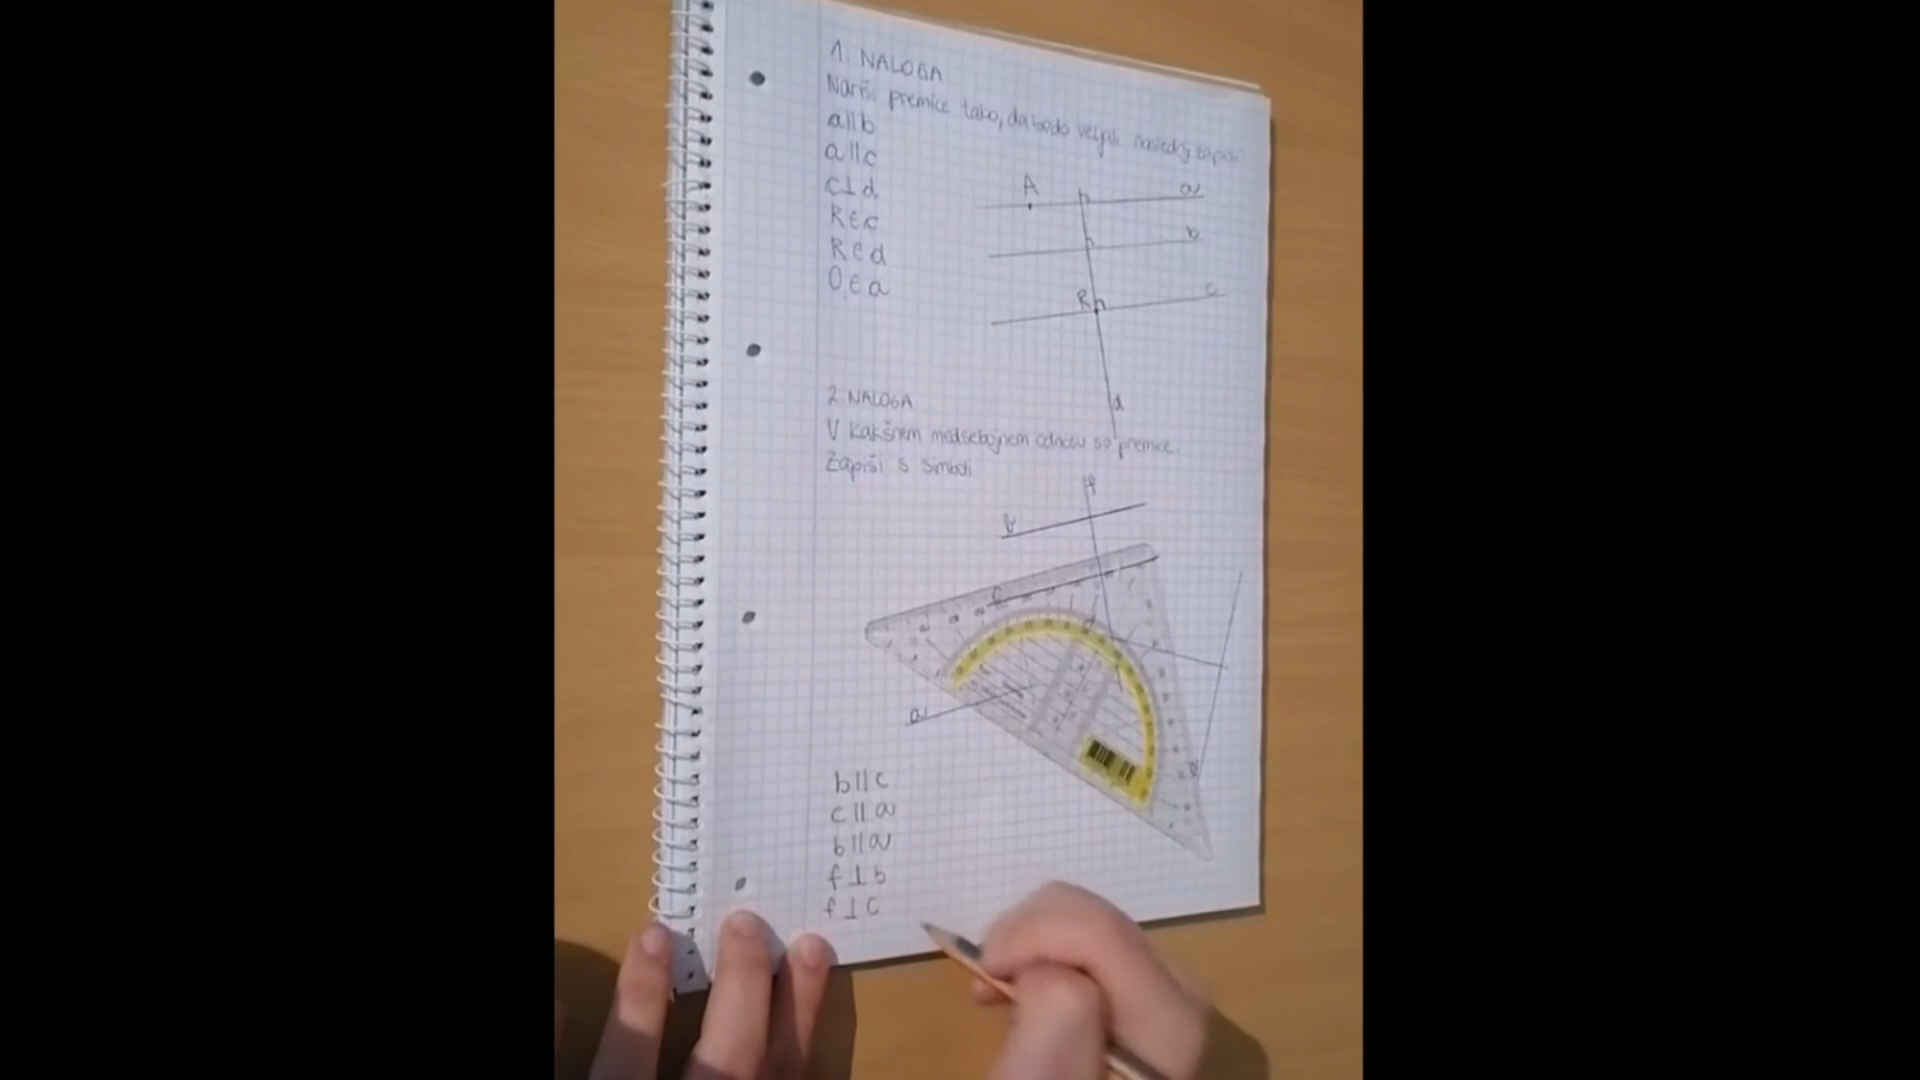 1. NALOGA
Nariši premice tako, da bodo veljali naslednji zapisi
a||b
a||c
c⊥d
R∈c
R∈d
O∈a
A
a
b
R
c
d
2. NALOGA
V kakšnem medsebojnem odnosu so premice.
Zapiši s simboli
f
b
c
d
a
e
b||c
c||a
b||a
f⊥b
f⊥c